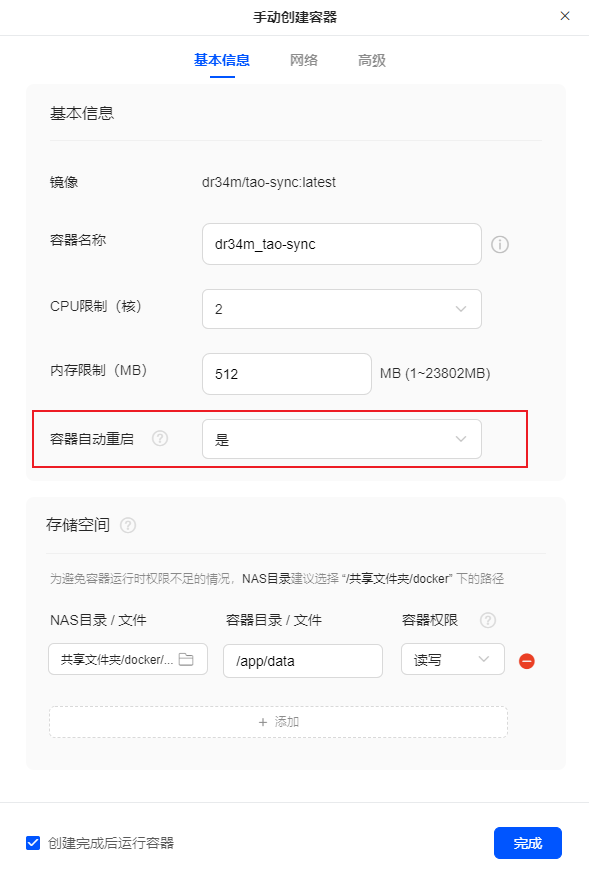 手动创建容器
基本信息 网络 高级
基本信息
镜像 dr34m/tao-sync:latest
容器名称 dr34m_tao-sync
CPU限制（核） 2
内存限制（MB） 512 MB (1~23802MB)
容器自动重启 ? 是
存储空间 ?
为避免容器运行时权限不足的情况，NAS目录建议选择 “/共享文件夹/docker” 下的路径
NAS目录 / 文件 容器目录 / 文件 容器权限 ?
共享文件夹/docker/... /app/data 读写
+ 添加
创建完成后运行容器 完成